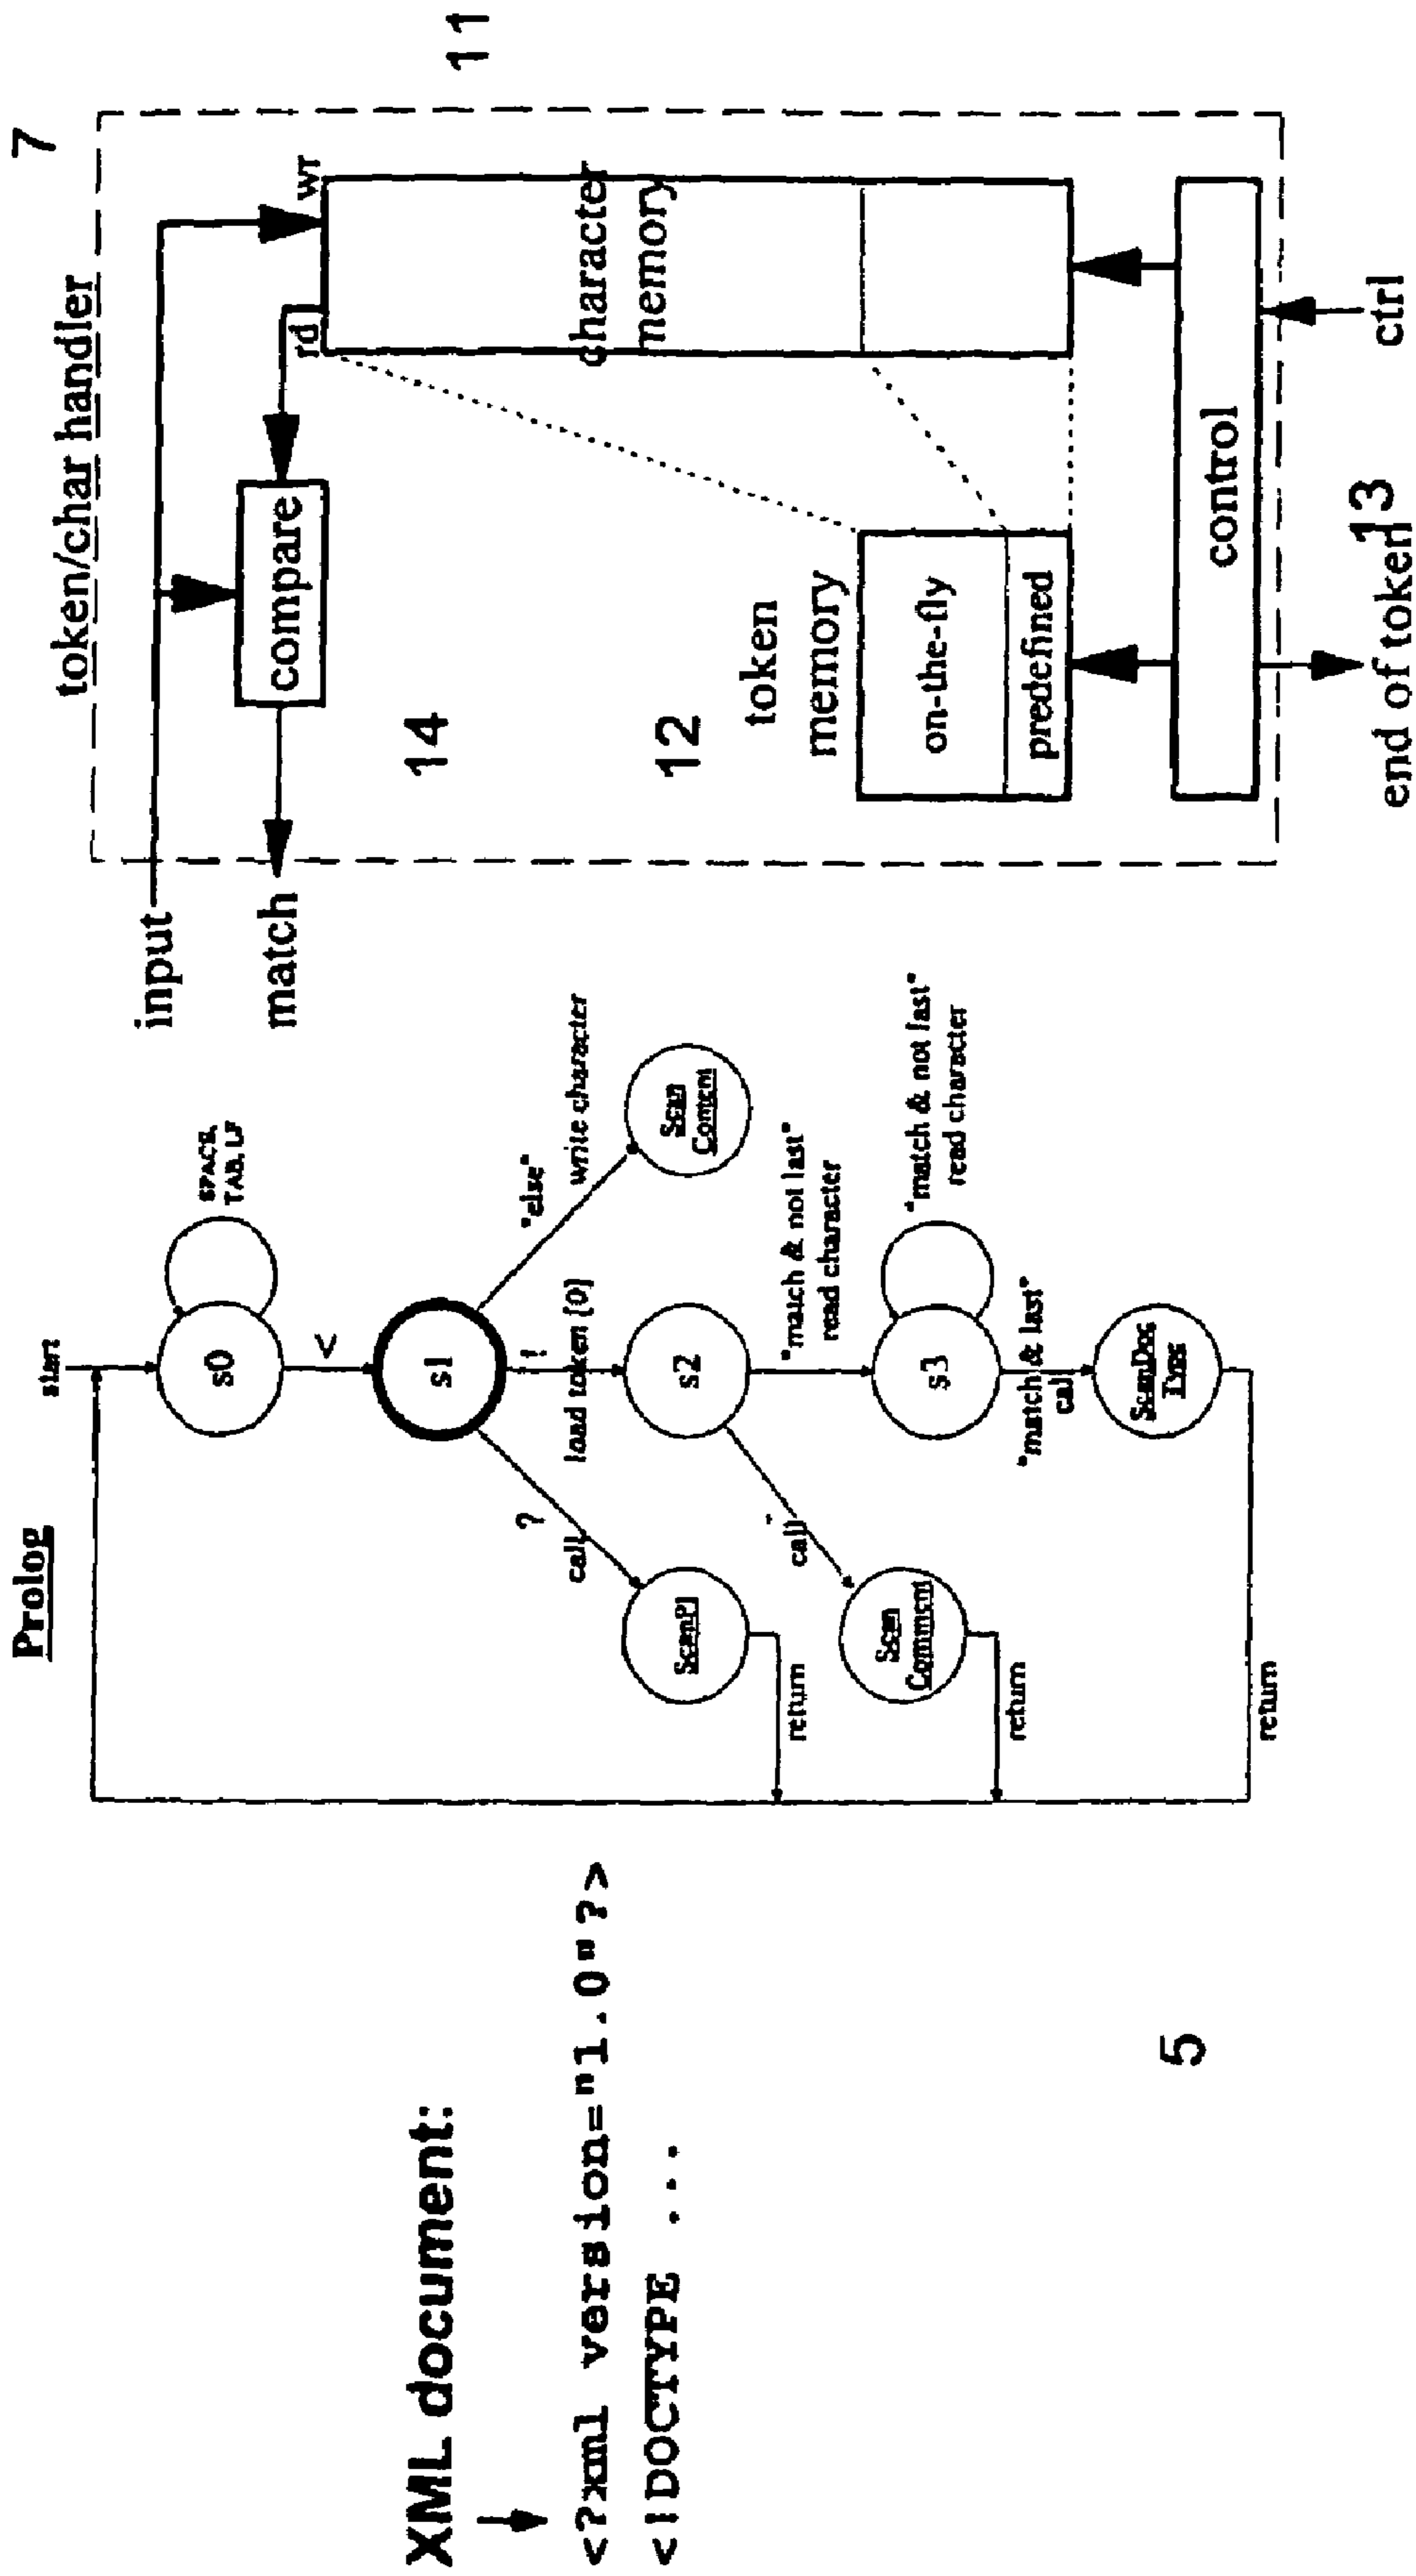 XML document:
<?xml version="1.0"?>
<!DOCTYPE ...
5
Prolog
start
s0
SPACE,
TAB, LF
<
s1
?
call
!
load token [0]
"else"
write character
ScanPI
return
s2
Scan
Content
-
call
"match & not last"
read character
Scan
Comment
return
s3
"match & not last"
read character
"match & last"
call
ScanDoc
Type
return
7
token/char handler
input
match
compare
rd
wr
character
memory
11
14
12
token
memory
on-the-fly
predefined
control
13
end of token
ctrl